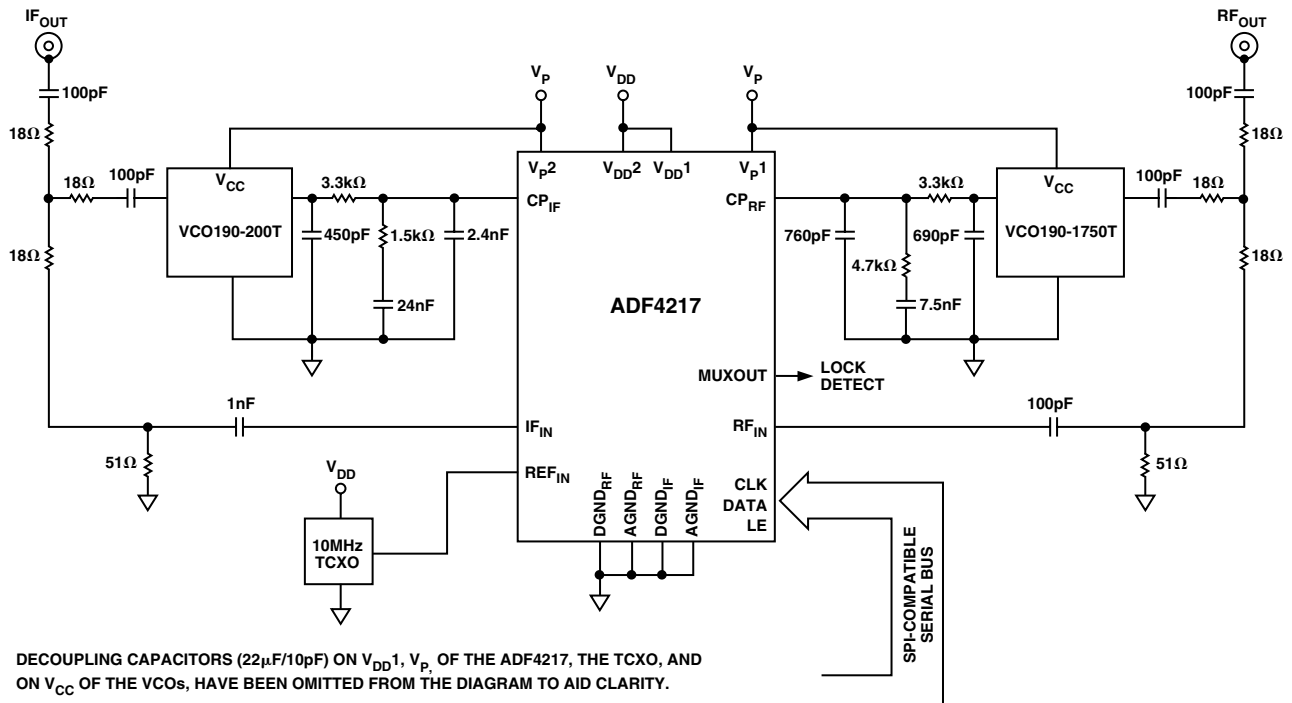 IFOUT
RFOUT
100pF
18Ω
VP
VDD
VP
100pF
18Ω
VP2
VDD2
VDD1
VP1
18Ω
100pF
VCC
VCO190-200T
3.3kΩ
450pF
1.5kΩ
2.4nF
24nF
CPIF
CPRF
ADF4217
760pF
4.7kΩ
7.5nF
3.3kΩ
690pF
VCC
VCO190-1750T
100pF
18Ω
18Ω
18Ω
MUXOUT
LOCK
DETECT
1nF
IFIN
RFIN
100pF
51Ω
51Ω
VDD
REFIN
10MHz
TCXO
DGNDRF
AGNDRF
DGNDIF
AGNDIF
CLK
DATA
LE
SPI-COMPATIBLE
SERIAL BUS
DECOUPLING CAPACITORS (22μF/10pF) ON VDD1, VP, OF THE ADF4217, THE TCXO, AND
ON VCC OF THE VCOs, HAVE BEEN OMITTED FROM THE DIAGRAM TO AID CLARITY.